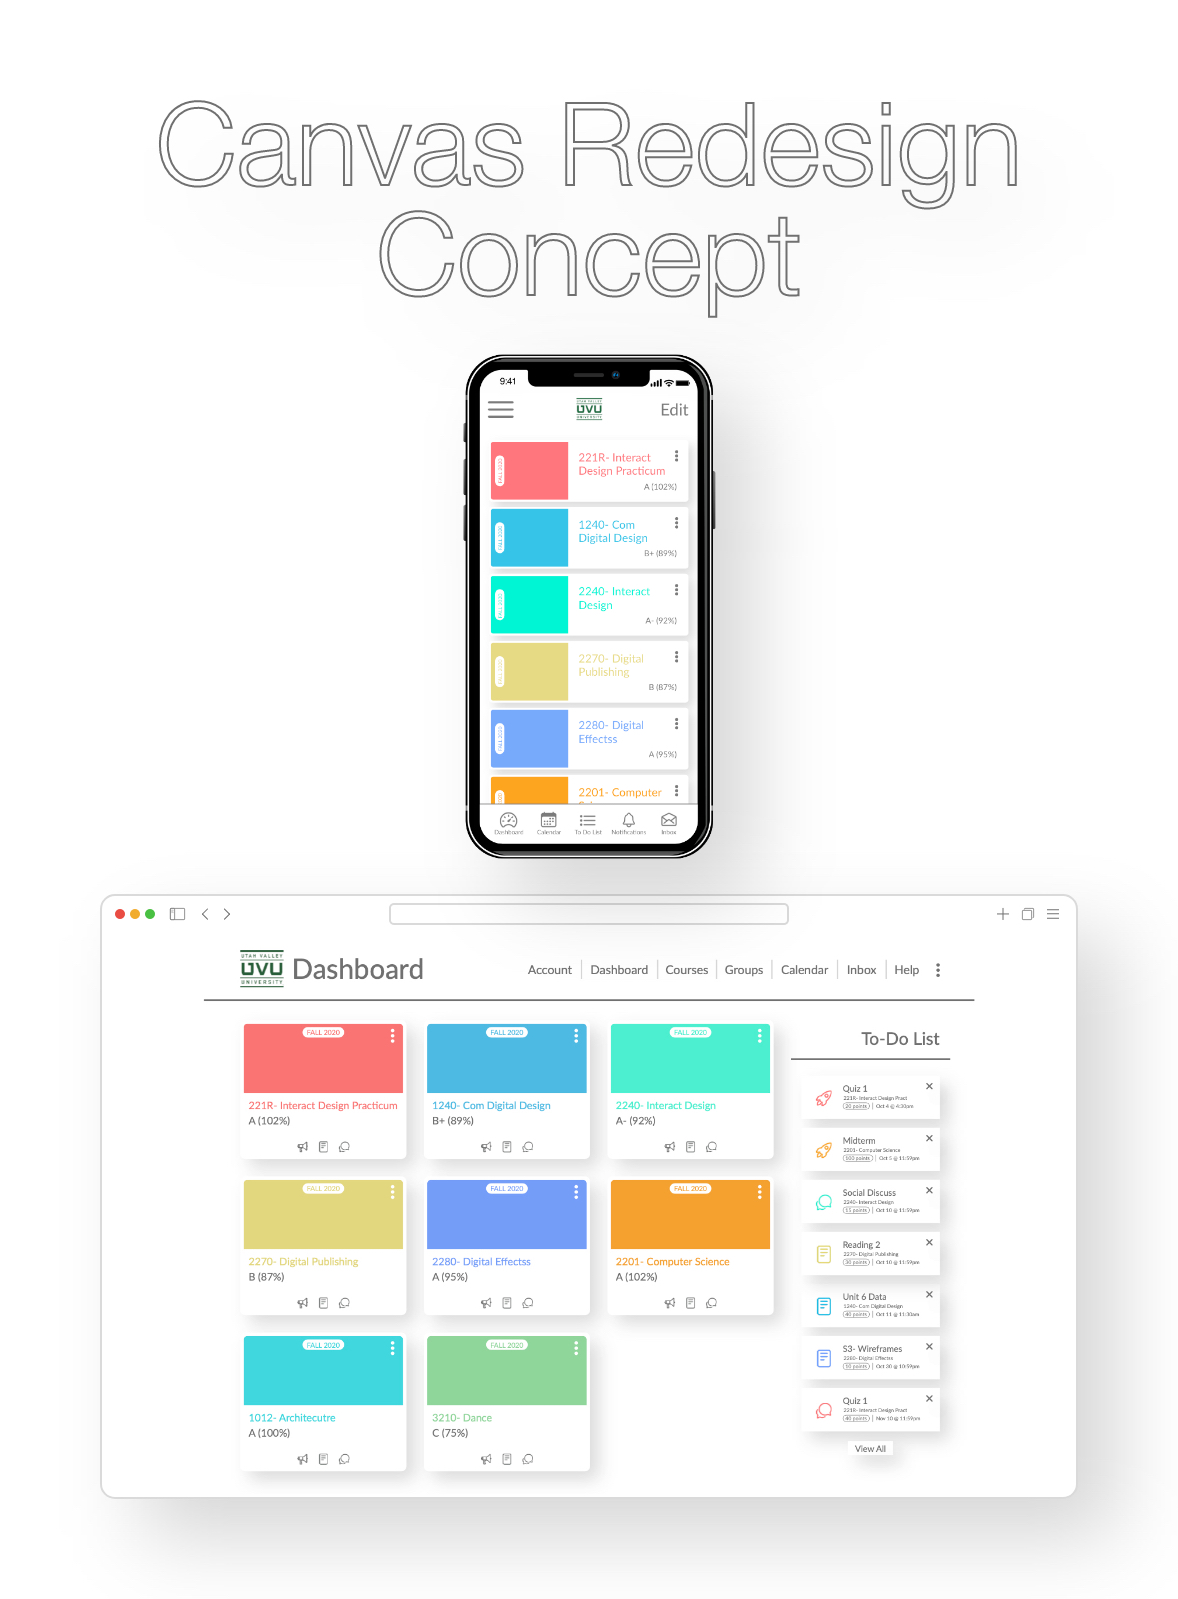 Canvas Redesign
Concept
9:41
UTAH VALLEY
UVU
UNIVERSITY
Edit
FALL 2020
221R- Interact
Design Practicum
A (102%)
FALL 2020
1240- Com
Digital Design
B+ (89%)
FALL 2020
2240- Interact
Design
A- (92%)
FALL 2020
2270- Digital
Publishing
B (87%)
FALL 2020
2280- Digital
Effectss
A (95%)
2201- Computer
Dashboard
Calendar
To Do List
Notifications
Inbox
UTAH VALLEY
UVU
UNIVERSITY
Dashboard
Account
Dashboard
Courses
Groups
Calendar
Inbox
Help
FALL 2020
221R- Interact Design Practicum
A (102%)
FALL 2020
1240- Com Digital Design
B+ (89%)
FALL 2020
2240- Interact Design
A- (92%)
FALL 2020
2270- Digital Publishing
B (87%)
FALL 2020
2280- Digital Effectss
A (95%)
FALL 2020
2201- Computer Science
A (102%)
FALL 2020
1012- Architecutre
A (100%)
FALL 2020
3210- Dance
C (75%)
To-Do List
Quiz 1
221R- Interact Design Pract
20 points | Oct 4 @ 4:30pm
Midterm
2201- Computer Science
100 points | Oct 5 @ 11:59pm
Social Discuss
2240- Interact Design
15 points | Oct 10 @ 11:59pm
Reading 2
2270- Digital Publishing
30 points | Oct 10 @ 11:59pm
Unit 6 Data
1240- Com Digital Design
40 points | Oct 11 @ 11:30am
S3- Wireframes
2280- Digital Effectss
10 points | Oct 30 @ 10:59pm
Quiz 1
221R- Interact Design Pract
40 points | Nov 10 @ 11:59pm
View All